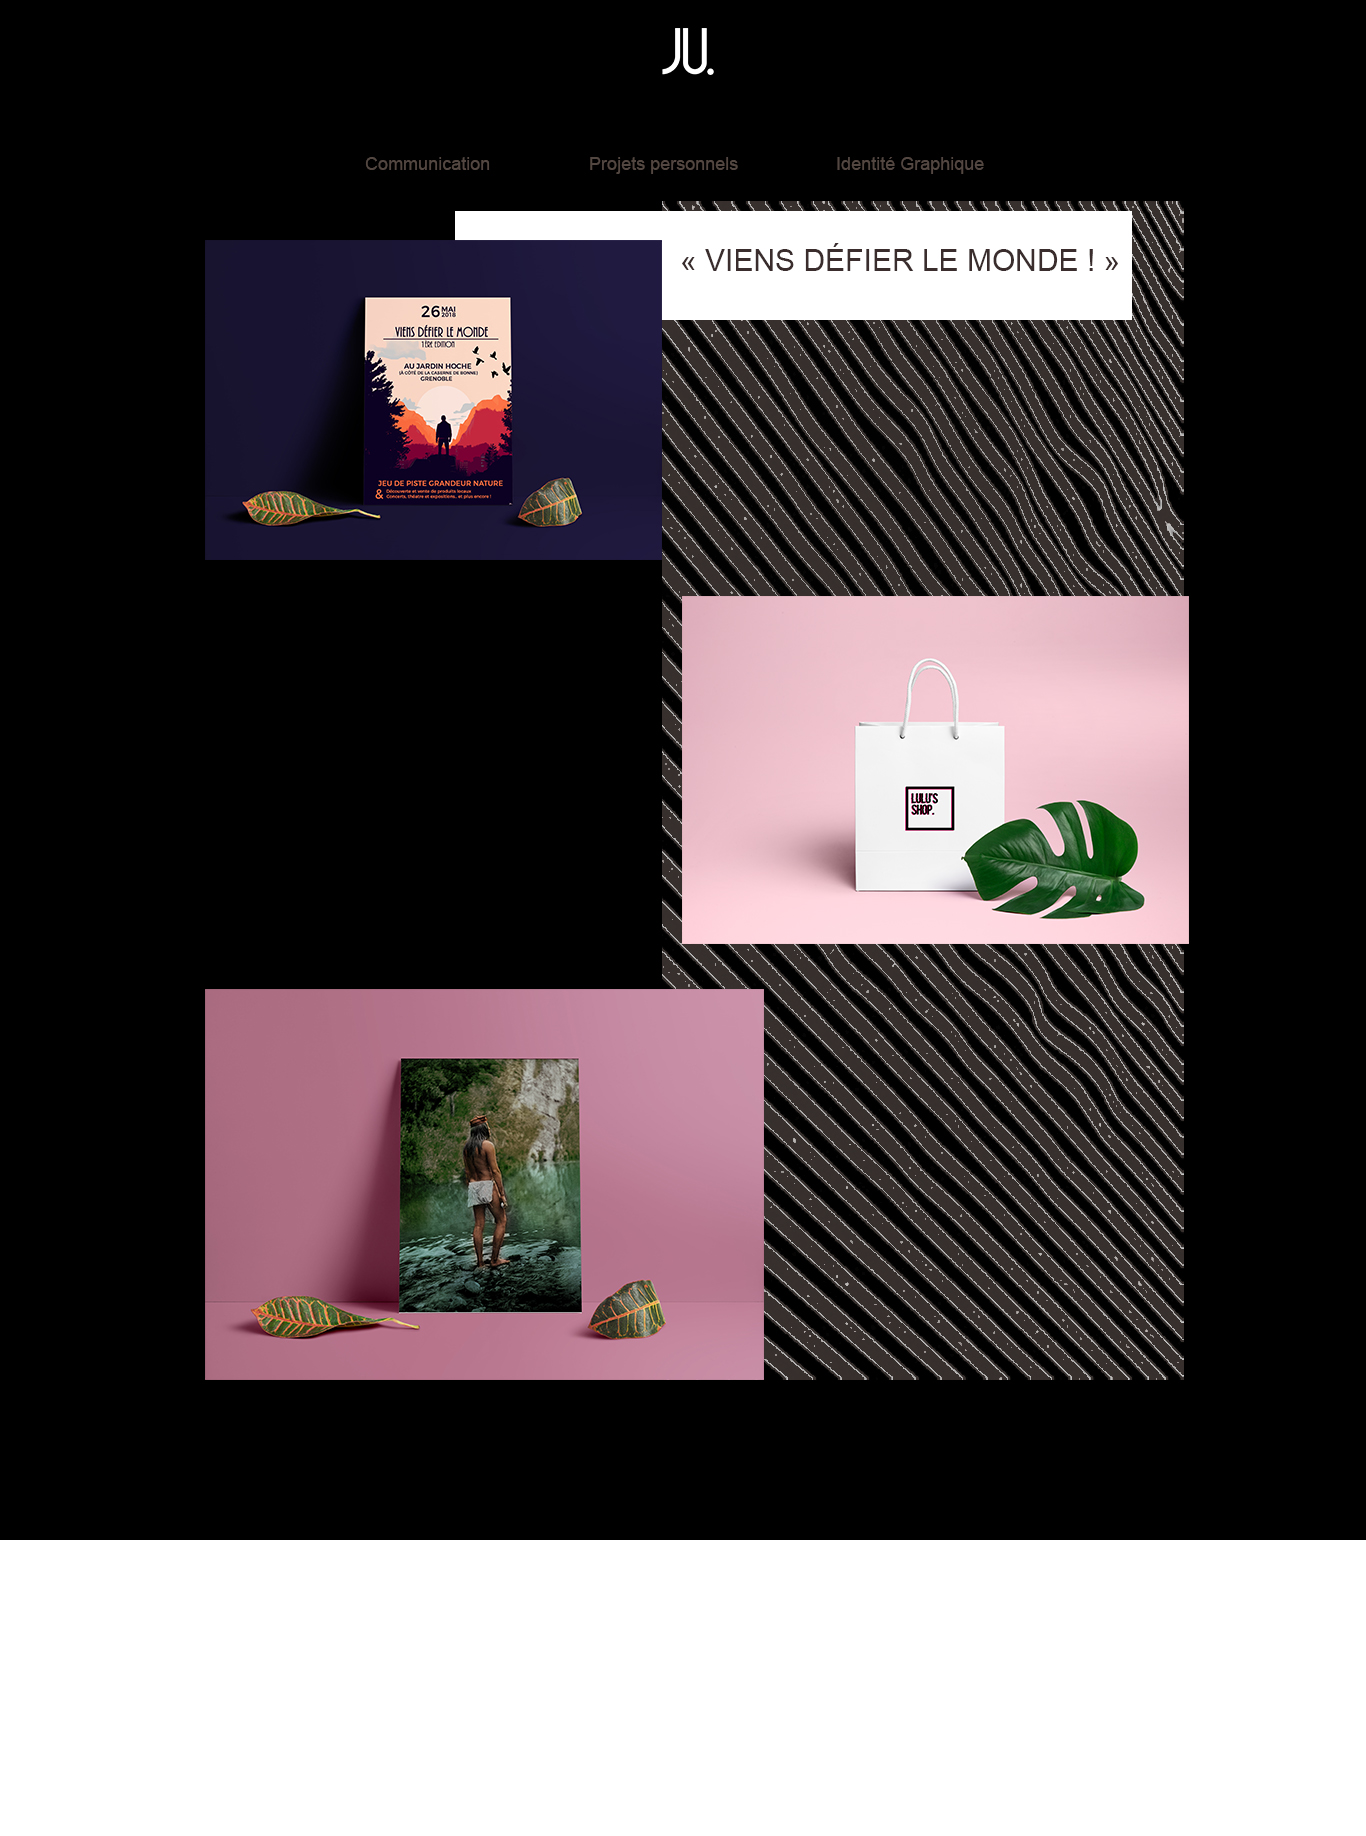 JU.
Communication
Projets personnels
Identité Graphique
« VIENS DÉFIER LE MONDE ! »
26 MAI
2018
VIENS DÉFIER LE MONDE
1ÈRE EDITION
AU JARDIN HOCHE
(À CÔTÉ DE LA CASERNE DE BONNE)
GRENOBLE
JEU DE PISTE GRANDEUR NATURE
& Découverte et vente de produits locaux
Concerts, théatre et expositions, et plus encore !
LULU'S
SHOP.